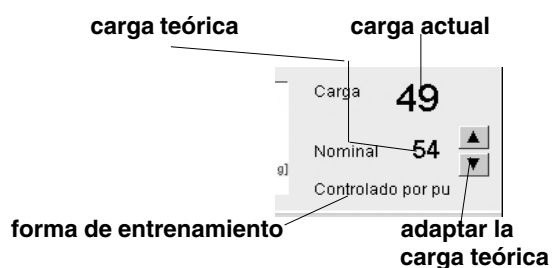 carga teórica carga actual
Carga 49
Nominal 54
g]
Controlado por pu
forma de entrenamiento adaptar la
carga teórica